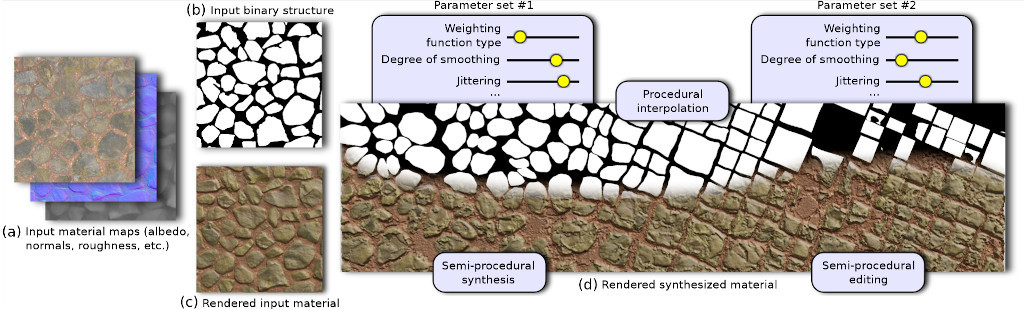 (b) Input binary structure
Parameter set #1
Parameter set #2
Weighting
function type
Degree of smoothing
Jittering
...
Weighting
function type
Degree of smoothing
Jittering
...
Procedural
interpolation
(a) Input material maps (albedo,
normals, roughness, etc.)
Semi-procedural
synthesis
Semi-procedural
editing
(c) Rendered input material
(d) Rendered synthesized material